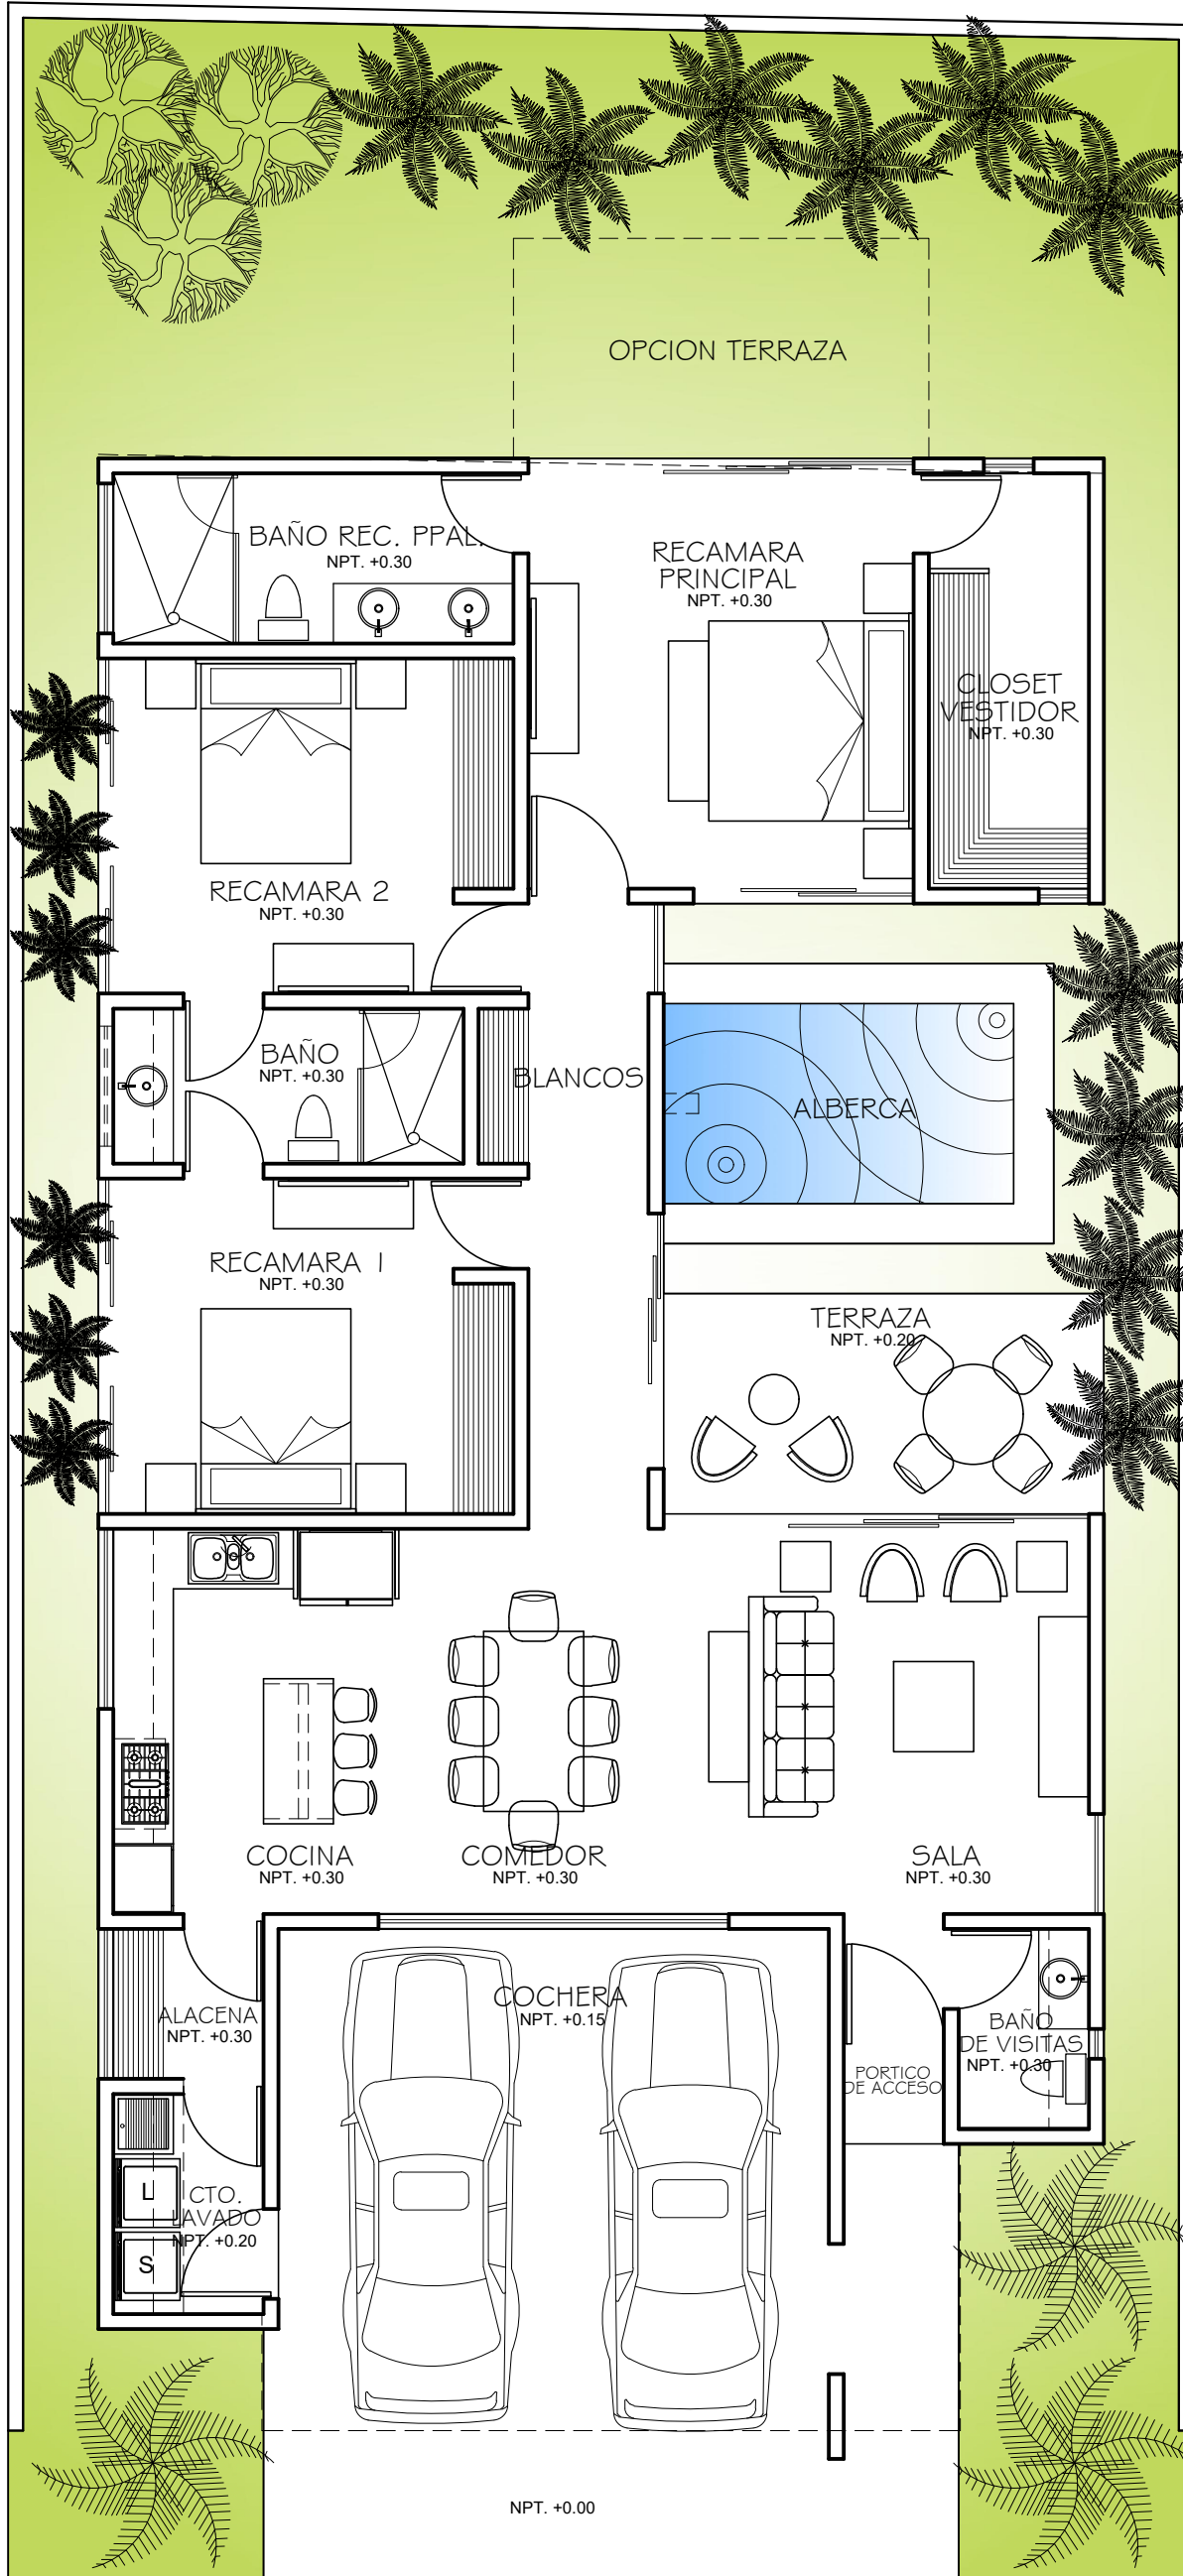 OPCION TERRAZA
BAÑO REC. PPAL.
NPT. +0.30
RECAMARA
PRINCIPAL
NPT. +0.30
CLOSET
VESTIDOR
NPT. +0.30
RECAMARA 2
NPT. +0.30
BAÑO
NPT. +0.30
BLANCOS
ALBERCA
RECAMARA 1
NPT. +0.30
TERRAZA
NPT. +0.20
COCINA
NPT. +0.30
COMEDOR
NPT. +0.30
SALA
NPT. +0.30
ALACENA
NPT. +0.30
COCHERA
NPT. +0.15
BAÑO
DE VISITAS
NPT. +0.30
PORTICO
DE ACCESO
L
CTO.
LAVADO
NPT. +0.20
S
NPT. +0.00